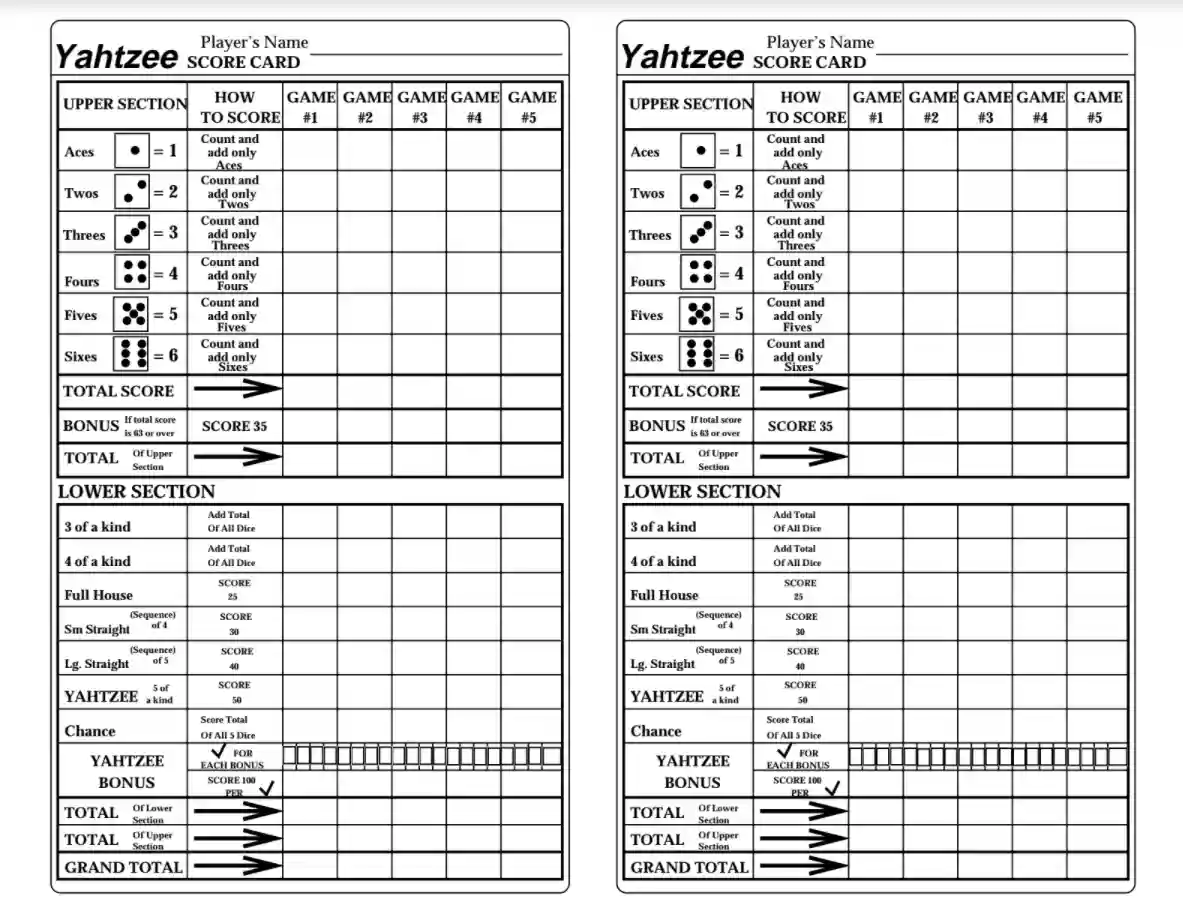 Yahtzee Player's Name
SCORE CARD
UPPER SECTION HOW TO SCORE GAME #1 GAME #2 GAME #3 GAME #4 GAME #5
Aces = 1 Count and add only Aces
Twos = 2 Count and add only Twos
Threes = 3 Count and add only Threes
Fours = 4 Count and add only Fours
Fives = 5 Count and add only Fives
Sixes = 6 Count and add only Sixes
TOTAL SCORE
BONUS If total score is 63 or over SCORE 35
TOTAL Of Upper Section
LOWER SECTION
3 of a kind Add Total Of All Dice
4 of a kind Add Total Of All Dice
Full House SCORE 25
Sm Straight (Sequence) of 4 SCORE 30
Lg. Straight (Sequence) of 5 SCORE 40
YAHTZEE 5 of a kind SCORE 50
Chance Score Total Of All 5 Dice
YAHTZEE BONUS ✓ FOR EACH BONUS
SCORE 100 PER ✓
TOTAL Of Lower Section
TOTAL Of Upper Section
GRAND TOTAL
Yahtzee Player's Name
SCORE CARD
UPPER SECTION HOW TO SCORE GAME #1 GAME #2 GAME #3 GAME #4 GAME #5
Aces = 1 Count and add only Aces
Twos = 2 Count and add only Twos
Threes = 3 Count and add only Threes
Fours = 4 Count and add only Fours
Fives = 5 Count and add only Fives
Sixes = 6 Count and add only Sixes
TOTAL SCORE
BONUS If total score is 63 or over SCORE 35
TOTAL Of Upper Section
LOWER SECTION
3 of a kind Add Total Of All Dice
4 of a kind Add Total Of All Dice
Full House SCORE 25
Sm Straight (Sequence) of 4 SCORE 30
Lg. Straight (Sequence) of 5 SCORE 40
YAHTZEE 5 of a kind SCORE 50
Chance Score Total Of All 5 Dice
YAHTZEE BONUS ✓ FOR EACH BONUS
SCORE 100 PER ✓
TOTAL Of Lower Section
TOTAL Of Upper Section
GRAND TOTAL